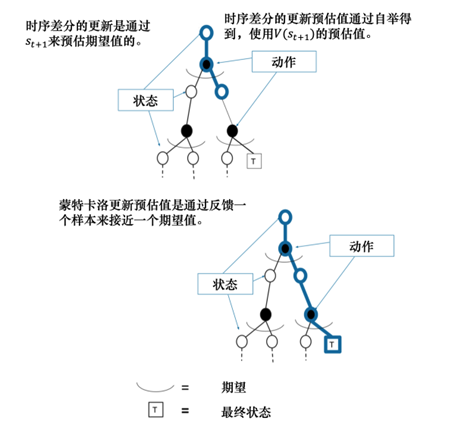 时序差分的更新是通过
s_{t+1}来预估期望值的。
时序差分的更新预估值通过自举
得到，使用V(s_{t+1})的预估值。
动作
状态
T
蒙特卡洛更新预估值是通过反馈一
个样本来接近一个期望值。
动作
状态
T
= 期望
T = 最终状态